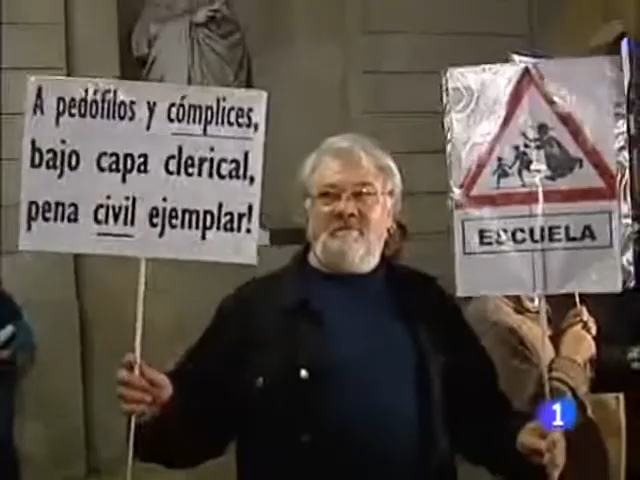 A pedófilos y cómplices,
bajo capa clerical,
pena civil ejemplar!
ESCUELA
1